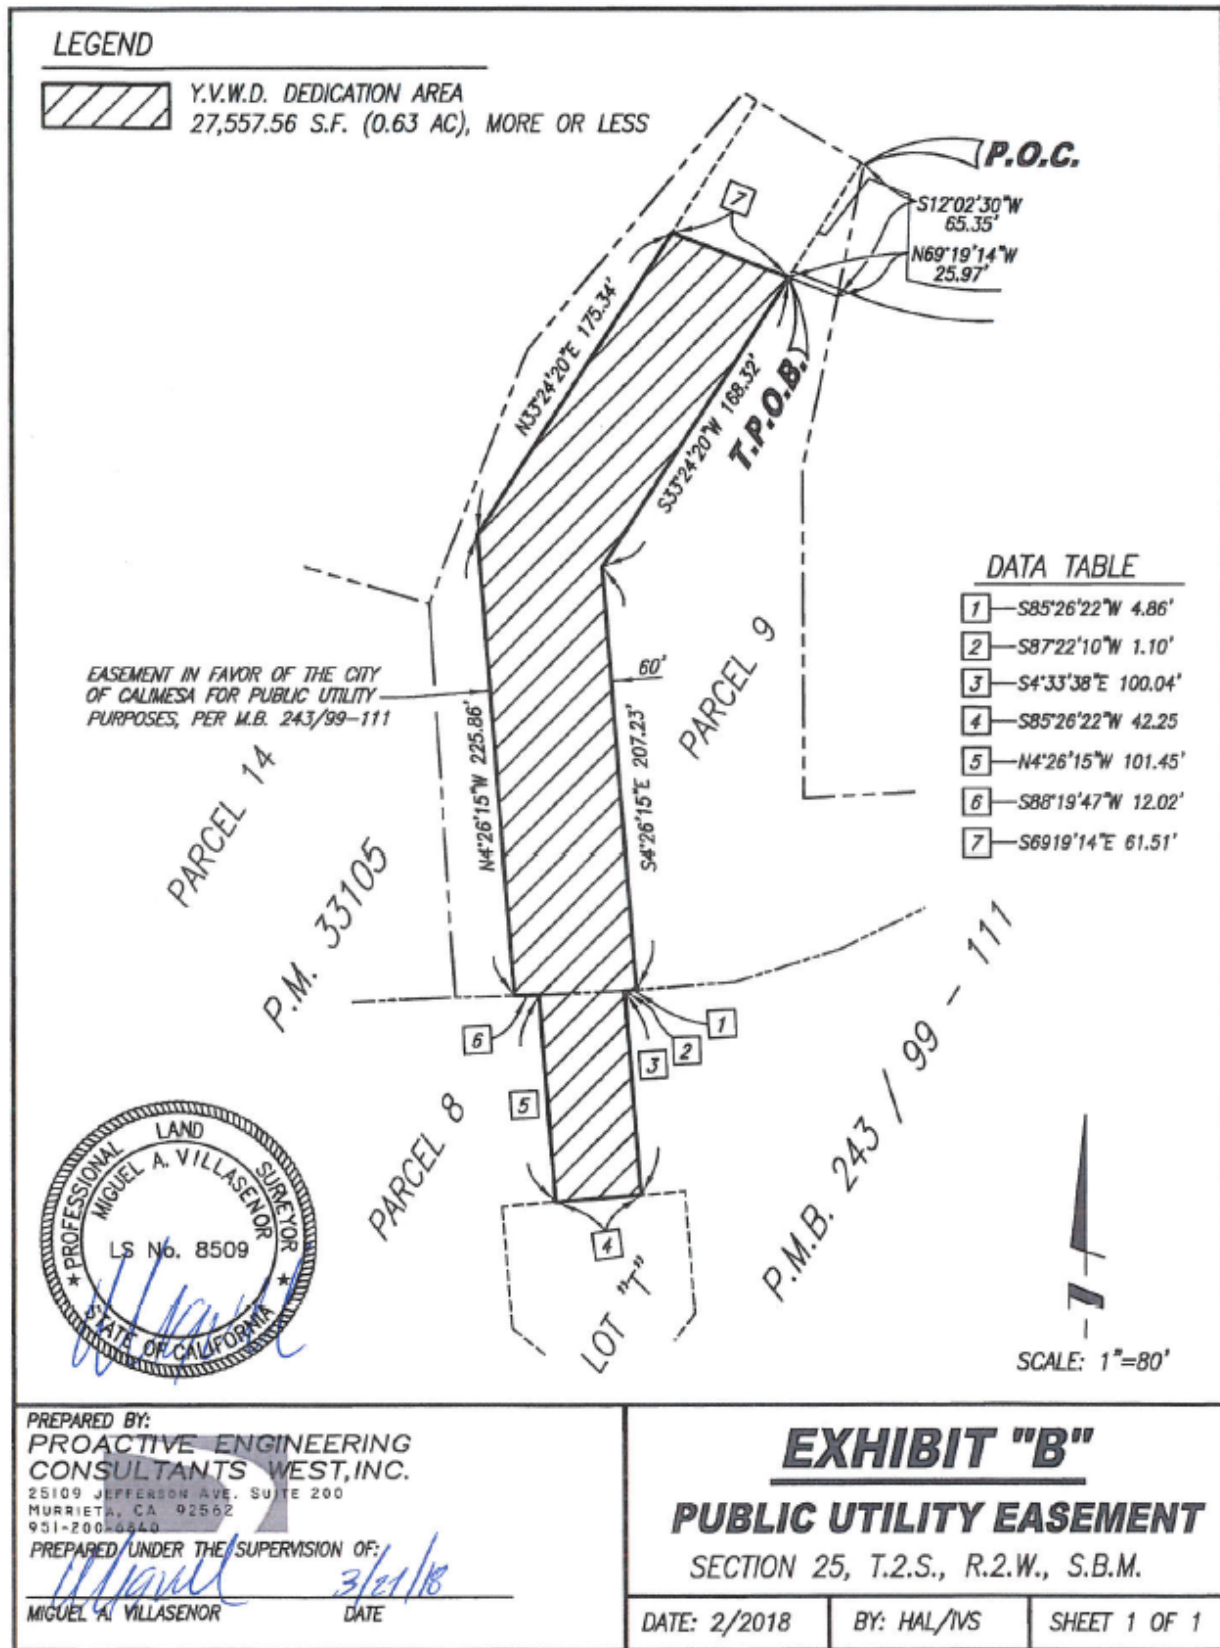 LEGEND
Y.V.W.D. DEDICATION AREA
27,557.56 S.F. (0.63 AC), MORE OR LESS
P.O.C.
S12°02'30"W
65.35'
N69°19'14"W
25.97'
7
N33°24'20"E 175.34'
S33°24'20"W 168.32'
T.P.O.B.
DATA TABLE
1 S85°26'22"W 4.86'
2 S87°22'10"W 1.10'
3 S4°33'38"E 100.04'
4 S85°26'22"W 42.25
5 N4°26'15"W 101.45'
6 S88°19'47"W 12.02'
7 S6919'14"E 61.51'
EASEMENT IN FAVOR OF THE CITY
OF CALIMESA FOR PUBLIC UTILITY
PURPOSES, PER M.B. 243/99-111
60'
PARCEL 9
N4°26'15"W 225.86'
S4°26'15"E 207.23'
PARCEL 14
P.M. 33105
P.M.B. 243 / 99 - 111
6
1
2
3
5
4
PARCEL 8
LOT "T"
PROFESSIONAL LAND SURVEYOR
MIGUEL A. VILLASENOR
LS No. 8509
STATE OF CALIFORNIA
SCALE: 1"=80'
PREPARED BY:
PROACTIVE ENGINEERING
CONSULTANTS WEST, INC.
25109 JEFFERSON AVE. SUITE 200
MURRIETA, CA 92562
951-200-6840
PREPARED UNDER THE SUPERVISION OF:
3/21/18
MIGUEL A. VILLASENOR DATE
EXHIBIT "B"
PUBLIC UTILITY EASEMENT
SECTION 25, T.2.S., R.2.W., S.B.M.
DATE: 2/2018 BY: HAL/IVS SHEET 1 OF 1